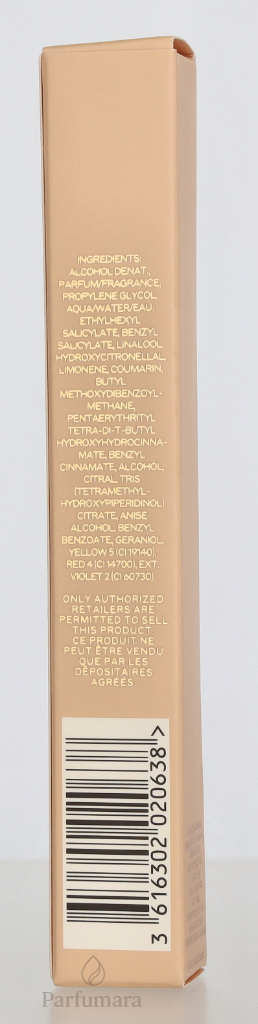 INGREDIENTS:
ALCOHOL DENAT.,
PARFUM/FRAGRANCE,
PROPYLENE GLYCOL,
AQUA/WATER/EAU,
ETHYLHEXYL
SALICYLATE, BENZYL
SALICYLATE, LINALOOL,
HYDROXYCITRONELLAL,
LIMONENE, COUMARIN,
BUTYL
METHOXYDIBENZOYL-
METHANE,
PENTAERYTHRITYL
TETRA-DI-T-BUTYL
HYDROXYHYDROCINNA-
MATE, BENZYL
CINNAMATE, ALCOHOL,
CITRAL, TRIS
(TETRAMETHYL-
HYDROXYPIPERIDINOL)
CITRATE, ANISE
ALCOHOL, BENZYL
BENZOATE, GERANIOL,
YELLOW 5 (CI 19140),
RED 4 (CI 14700), EXT.
VIOLET 2 (CI 60730).
ONLY AUTHORIZED
RETAILERS ARE
PERMITTED TO SELL
THIS PRODUCT.
CE PRODUIT NE
PEUT ÊTRE VENDU
QUE PAR LES
DÉPOSITAIRES
AGRÉÉS.
3 616302 020638 >
Parfumara